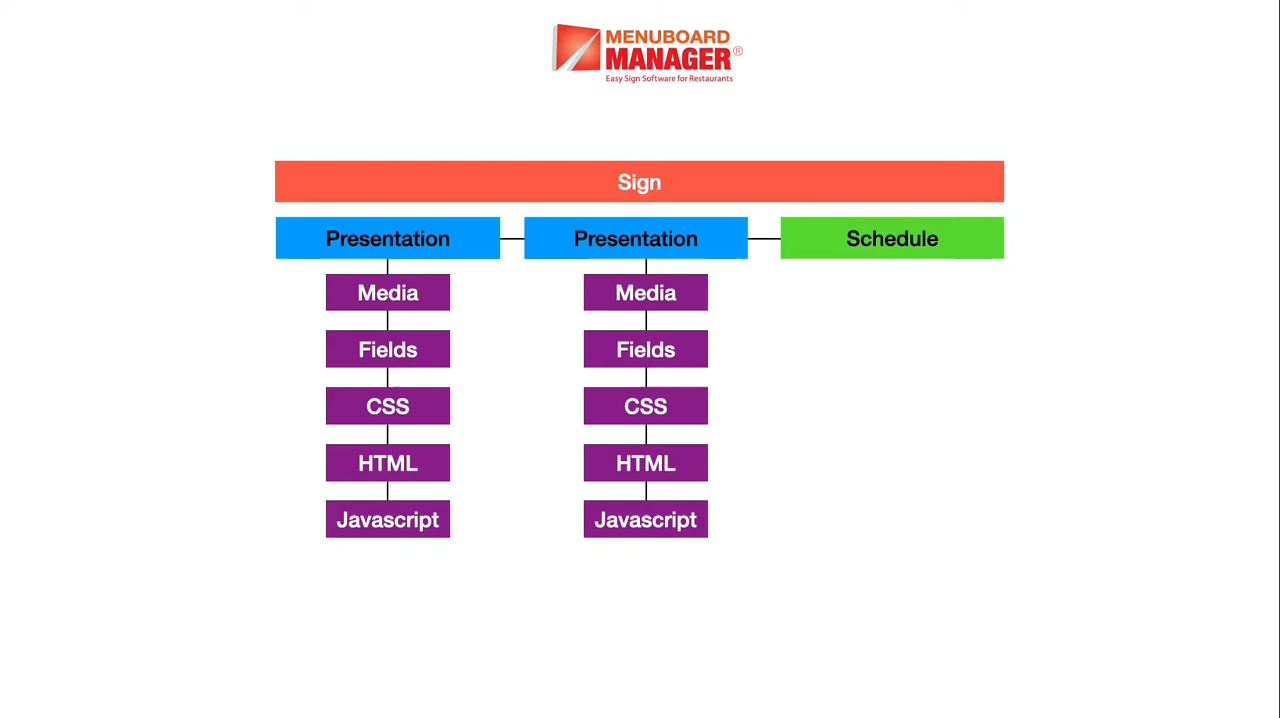 MENUBOARD
MANAGER®
Easy Sign Software for Restaurants
Sign
Presentation
Presentation
Schedule
Media
Media
Fields
Fields
CSS
CSS
HTML
HTML
Javascript
Javascript